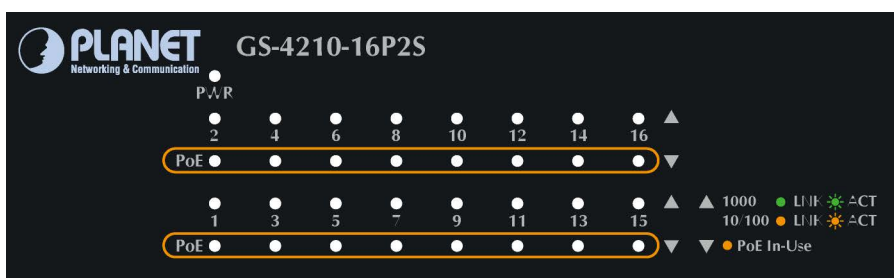 PLANET GS-4210-16P2S
Networking & Communication
PWR
2 4 6 8 10 12 14 16 ▲
PoE ▼
1 3 5 7 9 11 13 15 ▲
PoE ▼
▲ 1000 LNK ACT
10/100 LNK ACT
▼ PoE In-Use